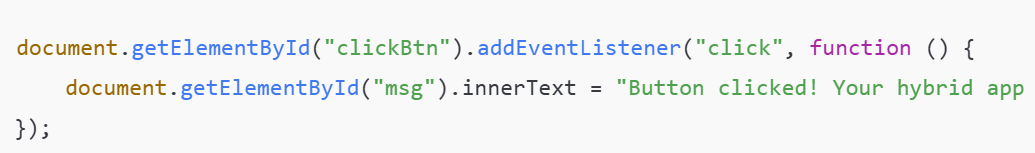 document.getElementById("clickBtn").addEventListener("click", function () {
    document.getElementById("msg").innerText = "Button clicked! Your hybrid app
});